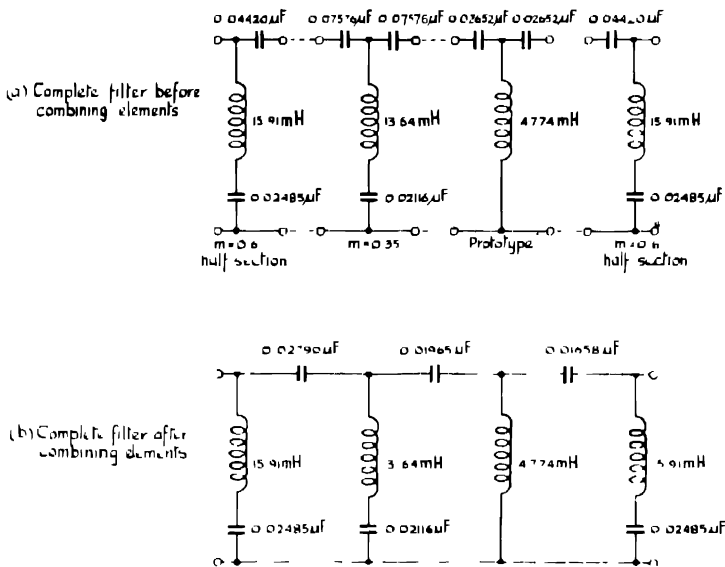 0.04420µF 0.07576µF 0.07576µF 0.02652µF 0.02652µF 0.04420µF
(a) Complete filter before
combining elements
15.91mH 13.64mH 4.774mH 15.91mH
0.02485µF 0.02116µF 0.02485µF
m=0.6 m=0.35 Prototype m=0.6
half section half section
0.02790µF 0.01965µF 0.01658µF
(b) Complete filter after
combining elements
15.91mH 3.64mH 4.774mH 5.91mH
0.02485µF 0.02116µF 0.02485µF